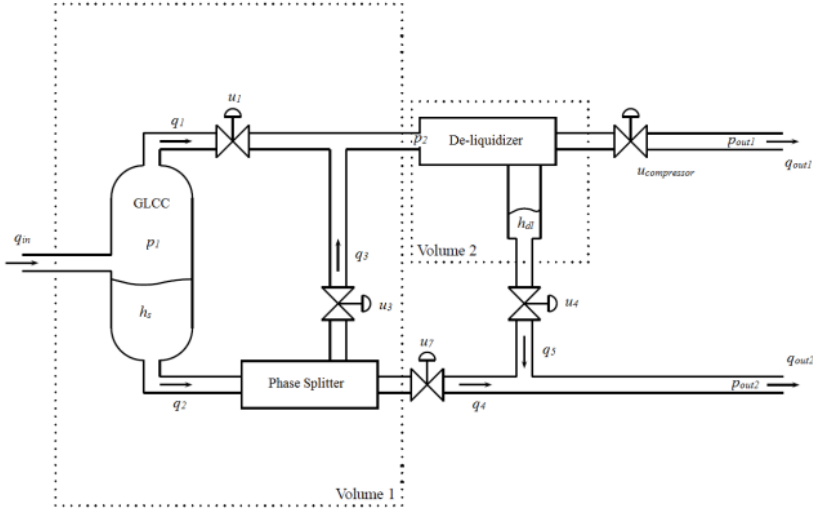 u1
q1
p2
De-liquidizer
pout1
qout1
ucompressor
GLCC
qin
p1
hdl
Volume 2
q3
hs
u3
u4
u7
q5
qout2
Phase Splitter
q2
q4
pout2
Volume 1